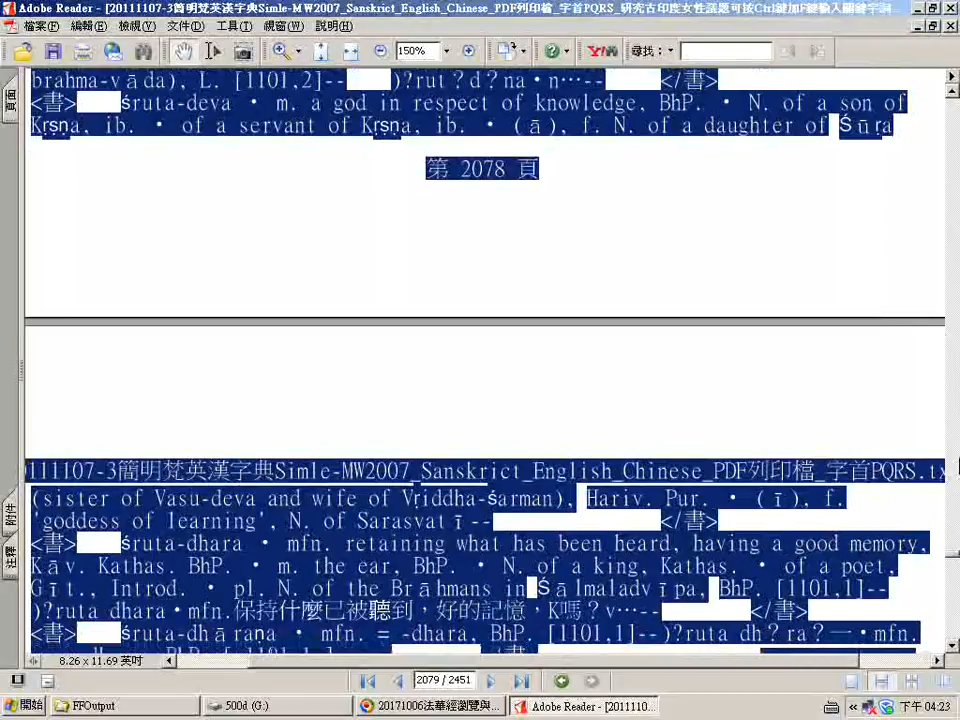 Adobe Reader - [20111107-3簡明梵英漢字典Simle-MW2007_Sanskrict_English_Chinese_PDF列印檔_字首PQRS_研究古印度女性議題可按Ctrl鍵加F鍵輸入關鍵字詞
檔案(F) 編輯(E) 檢視(V) 文件(D) 工具(T) 視窗(W) 說明(H)
150% 尋找：
頁面
brahma-vāda), L. [1101,2]-- )?rut？d？na‧n…-- </書>
<書> śruta-deva ‧ m. a god in respect of knowledge, BhP. ‧ N. of a son of
Kṛṣṇa, ib. ‧ of a servant of Kṛṣṇa, ib. ‧ (ā), f. N. of a daughter of Śūra
第 2078 頁
0111107-3簡明梵英漢字典Simle-MW2007_Sanskrict_English_Chinese_PDF列印檔_字首PQRS.tx
(sister of Vasu-deva and wife of Vṛiddha-śarman), Hariv. Pur. ‧ (ī), f.
'goddess of learning', N. of Sarasvatī-- </書>
<書> śruta-dhara ‧ mfn. retaining what has been heard, having a good memory,
Kāv. Kathas. BhP. ‧ m. the ear, BhP. ‧ N. of a king, Kathas. ‧ of a poet,
Gīt., Introd. ‧ pl. N. of the Brāhmans in Śālmaladvīpa, BhP. [1101,1]--
)?ruta dhara‧mfn.保持什麼已被聽到，好的記憶，K嗎？v…-- </書>
<書> śruta-dhāraṇa ‧ mfn. = -dhara, BhP. [1101,1]--)?ruta dh？ra？一‧mfn.
附件
注釋
8.26 x 11.69 英吋
2079 / 2451
開始 FFOutput 500d (G:) 20171006法華經瀏覽與... Adobe Reader - [2011110... 下午 04:23